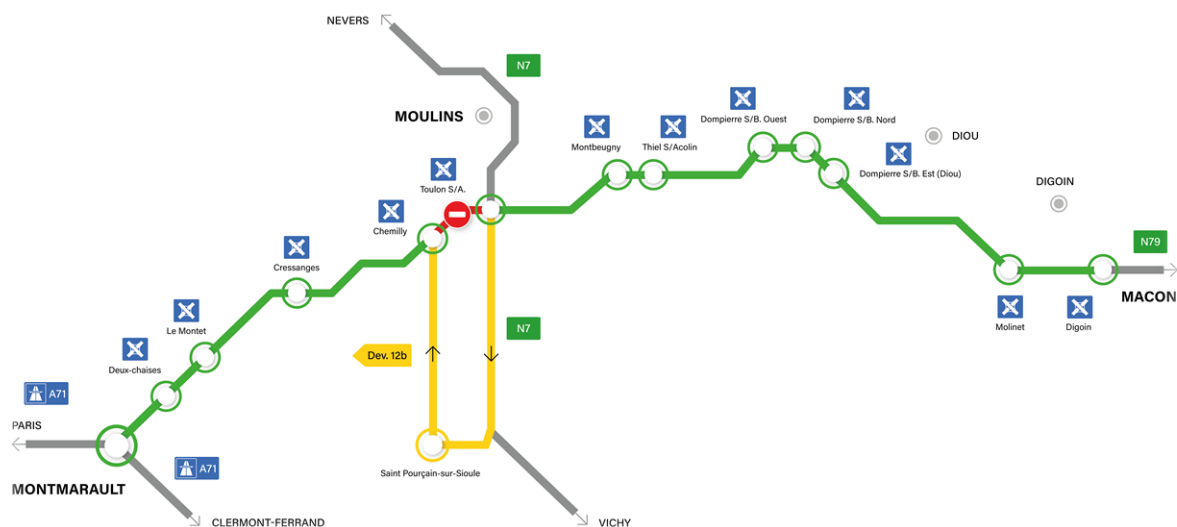 NEVERS
N7
MOULINS
Montbeugny
Thiel S/Acolin
Dompierre S/B. Ouest
Dompierre S/B. Nord
DIOU
Dompierre S/B. Est (Diou)
Toulon S/A.
DIGOIN
Chemilly
Cressanges
N79
MACON
Molinet
Digoin
Le Montet
N7
Dev. 12b
Deux-chaises
A71
PARIS
A71
Saint Pourçain-sur-Sioule
MONTMARAULT
CLERMONT-FERRAND
VICHY